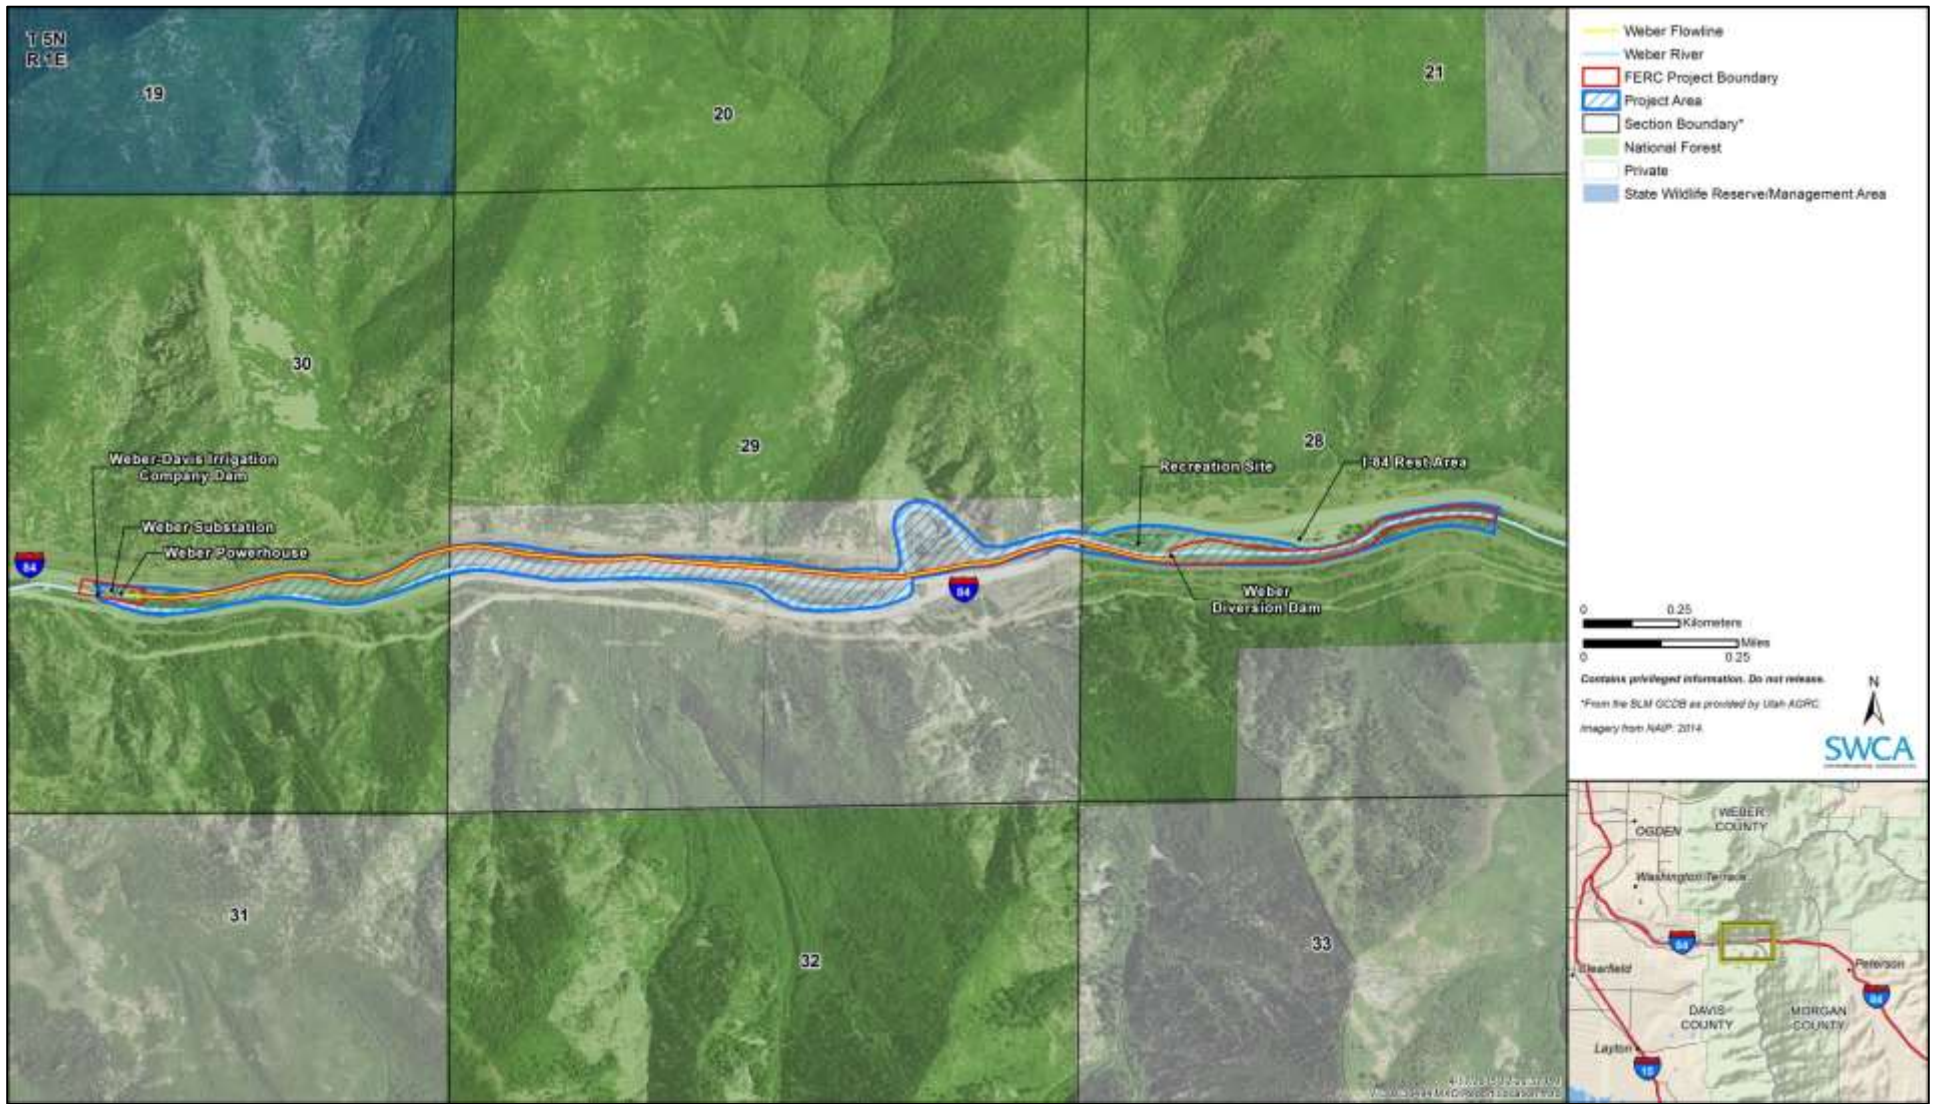 T 5N
R 1E
19
20
21
30
29
28
Weber-Davis Irrigation
Company Dam
Weber Substation
Weber Powerhouse
84
84
Recreation Site
I-84 Rest Area
Weber
Diversion Dam
31
32
33
Weber Flowline
Weber River
FERC Project Boundary
Project Area
Section Boundary*
National Forest
Private
State Wildlife Reserve/Management Area
0 0.25
Kilometers
Miles
0 0.25
Contains privileged information. Do not release.
*From the BLM GCDB as provided by Utah AGRC.
Imagery from NAIP: 2014.
N
SWCA
WEBER
COUNTY
OGDEN
Washington Terrace
84
Clearfield
Peterson
84
DAVIS
COUNTY
MORGAN
COUNTY
Layton
15